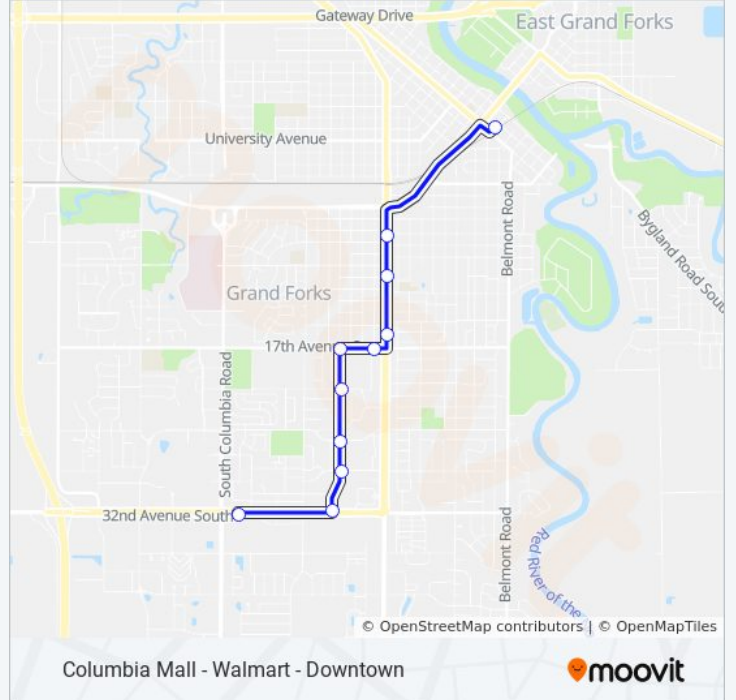 Gateway Drive
East Grand Forks
University Avenue
Belmont Road
Bygland Road Sou
Grand Forks
17th Aven
South Columbia Road
32nd Avenue South
Belmont Road
Red River of the
© OpenStreetMap contributors | © OpenMapTiles
Columbia Mall - Walmart - Downtown
moovit